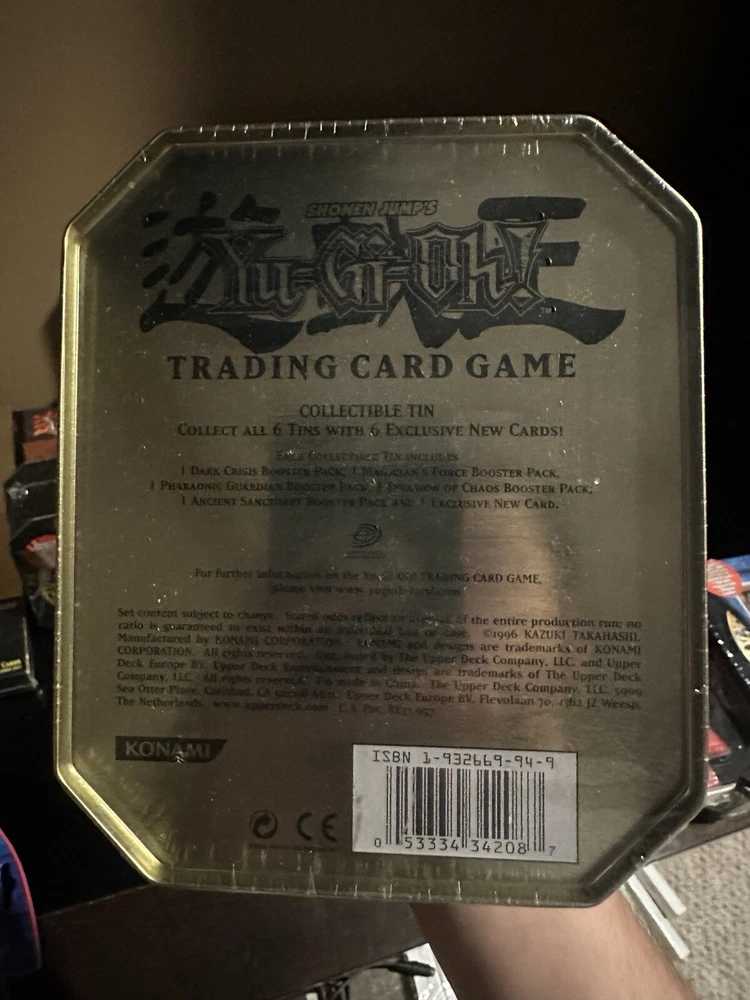 SHONEN JUMP'S
遊戯王
Yu-Gi-Oh!
TM
TRADING CARD GAME
COLLECTIBLE TIN
COLLECT ALL 6 TINS WITH 6 EXCLUSIVE NEW CARDS!
EACH COLLECTIBLE TIN INCLUDES
1 DARK CRISIS BOOSTER PACK, 1 MAGICIAN'S FORCE BOOSTER PACK,
1 PHARAONIC GUARDIAN BOOSTER PACK, 1 INVASION OF CHAOS BOOSTER PACK,
1 ANCIENT SANCTUARY BOOSTER PACK AND 1 EXCLUSIVE NEW CARD.
For further information on the Yu-Gi-Oh! TRADING CARD GAME,
please visit www.yugioh-card.com
Set content subject to change. Stated odds reflect an average of the entire production run; no
ratio is guaranteed to exist within an individual box or case. ©1996 KAZUKI TAKAHASHI.
Manufactured by KONAMI CORPORATION. KONAMI and designs are trademarks of KONAMI
CORPORATION. All rights reserved. Distributed by The Upper Deck Company, LLC, and Upper
Deck Europe BV. Upper Deck Entertainment and design are trademarks of The Upper Deck
Company, LLC. All rights reserved. Tin made in China. The Upper Deck Company, LLC, 5909
Sea Otter Place, Carlsbad, CA 92008 Upper Deck Europe BV, Flevolaan 70, 1382 JZ Weesp,
The Netherlands. www.upperdeck.com U.S. Pat. RE37,957
KONAMI
CE
ISBN 1-932669-94-9
0 53334 34208 7